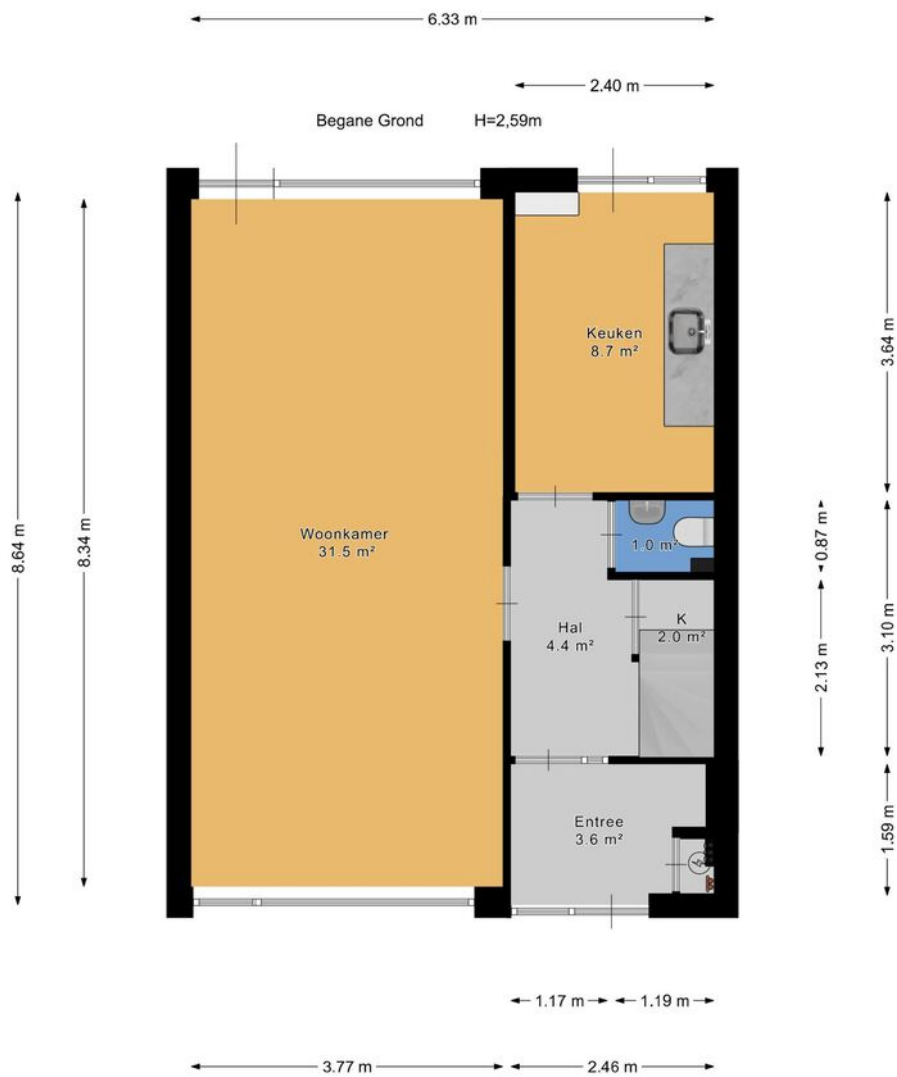 6.33 m
2.40 m
Begane Grond H=2,59m
Keuken
8.7 m²
3.64 m
8.64 m
8.34 m
Woonkamer
31.5 m²
1.0 m²
0.87 m
Hal
4.4 m²
K
2.0 m²
3.10 m
2.13 m
Entree
3.6 m²
1.59 m
1.17 m
1.19 m
3.77 m
2.46 m